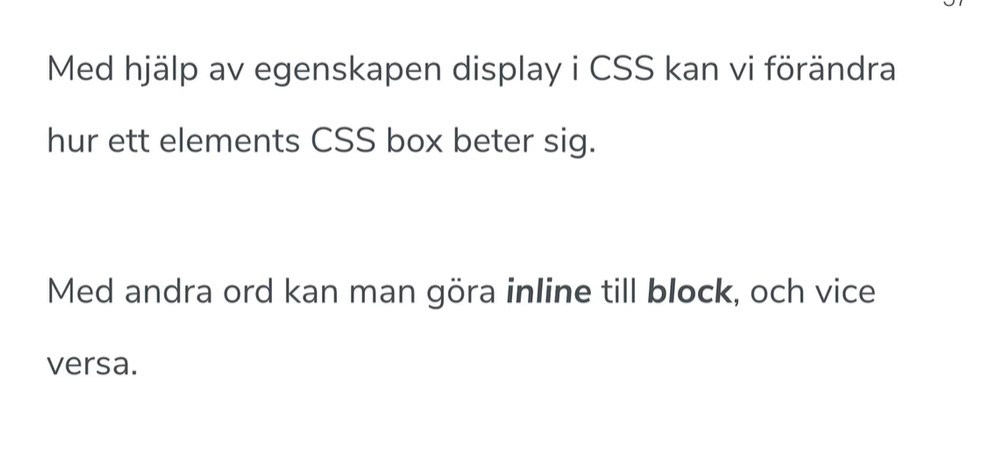 Med hjälp av egenskapen display i CSS kan vi förändra
hur ett elements CSS box beter sig.
Med andra ord kan man göra inline till block, och vice
versa.